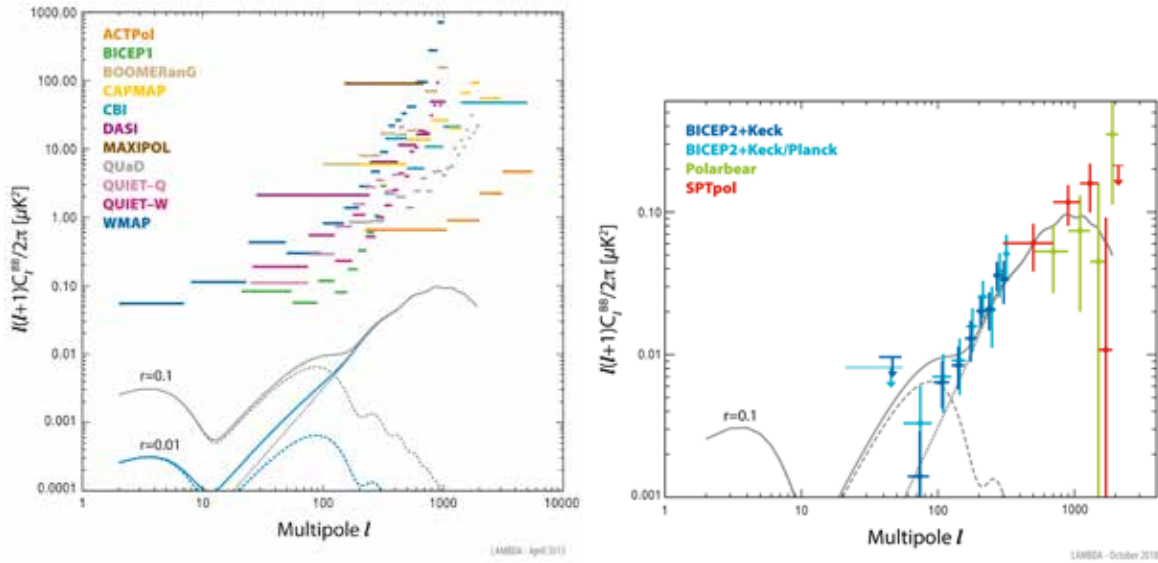 1000.00
100.00
10.00
1.00
0.10
0.01
0.001
0.0001
l(l+1)C_l^BB/2π [μK²]
ACTPol
BICEP1
BOOMERanG
CAPMAP
CBI
DASI
MAXIPOL
QUaD
QUIET–Q
QUIET–W
WMAP
r=0.1
r=0.01
1
10
100
1000
10000
Multipole l
LAMBDA - April 2015
0.10
0.01
0.001
l(l+1)C_l^BB/2π [μK²]
BICEP2+Keck
BICEP2+Keck/Planck
Polarbear
SPTpol
r=0.1
1
10
100
1000
Multipole l
LAMBDA - October 2018